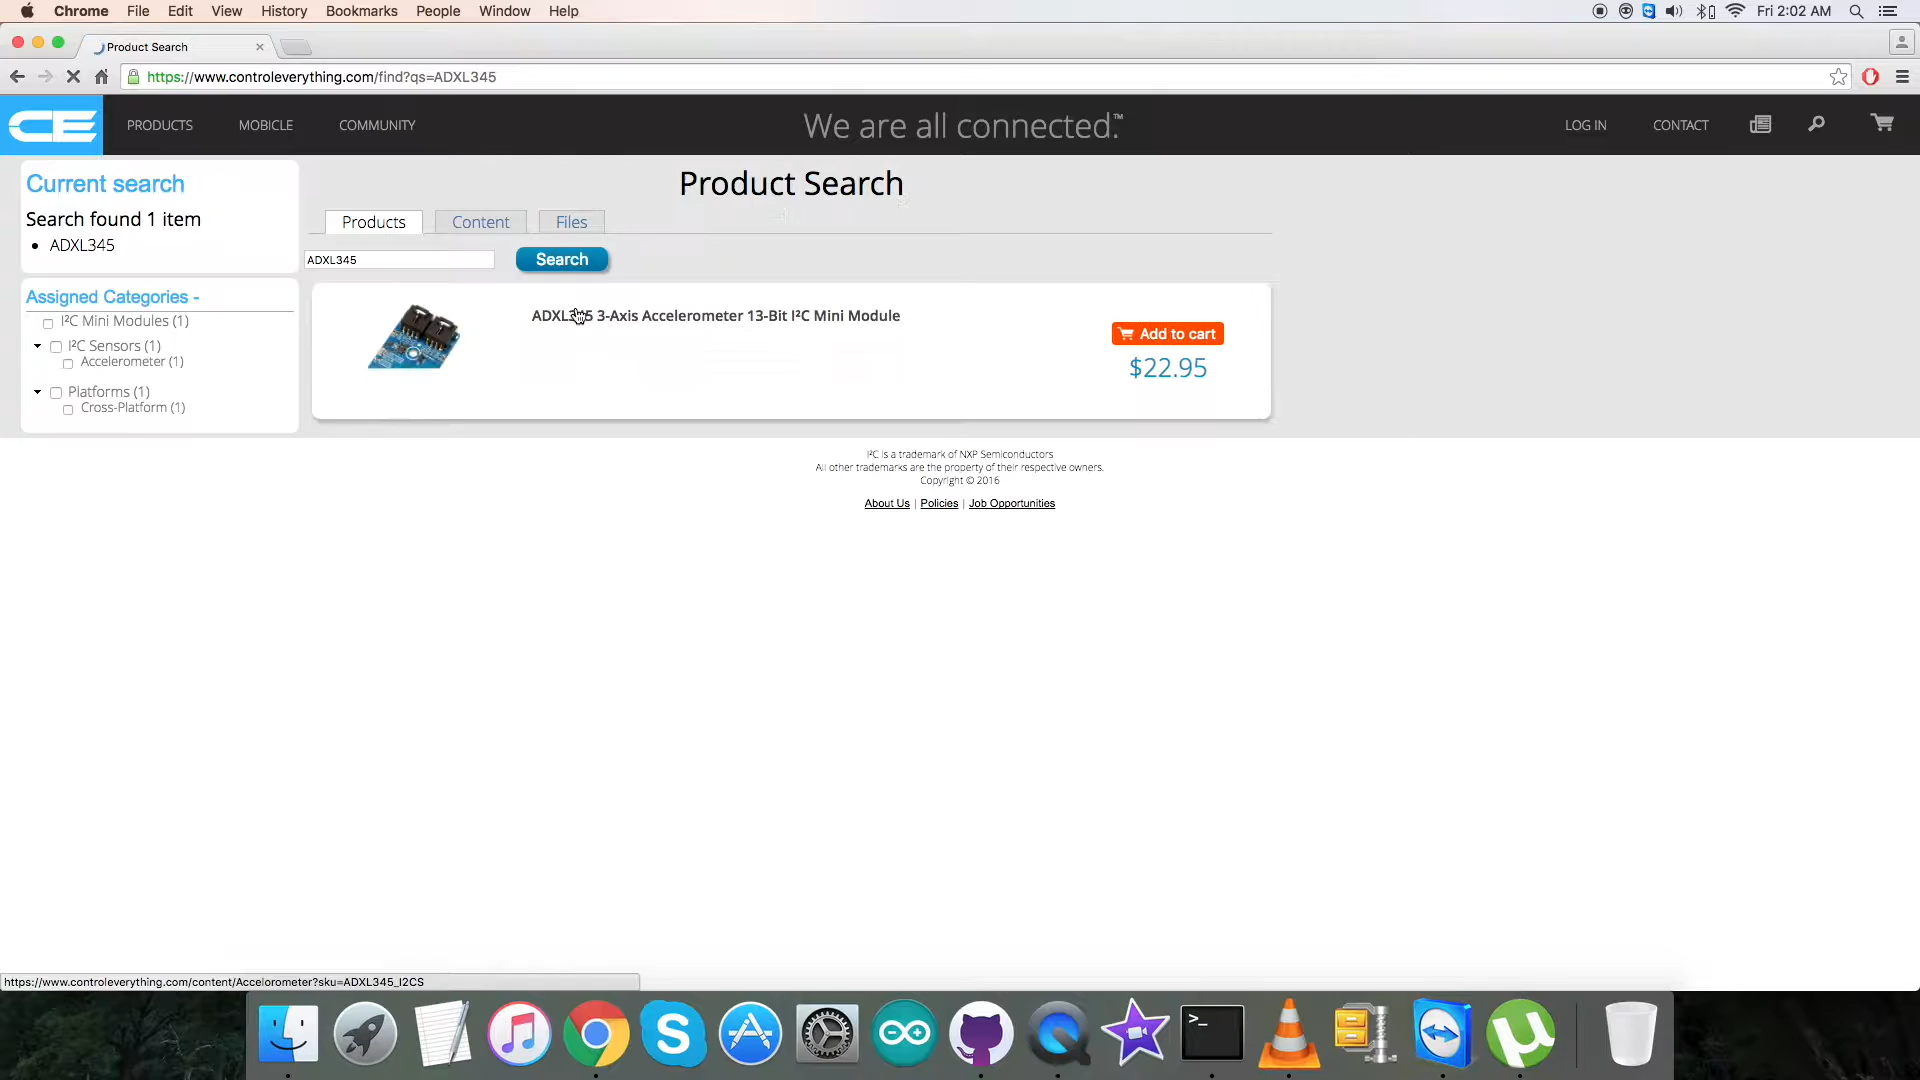 Chrome File Edit View History Bookmarks People Window Help Fri 2:02 AM
Product Search
https://www.controleverything.com/find?qs=ADXL345
CE PRODUCTS MOBICLE COMMUNITY We are all connected.™ LOG IN CONTACT
Current search
Search found 1 item
ADXL345
Assigned Categories -
I²C Mini Modules (1)
I²C Sensors (1)
Accelerometer (1)
Platforms (1)
Cross-Platform (1)
Product Search
Products Content Files
ADXL345 Search
ADXL345 3-Axis Accelerometer 13-Bit I²C Mini Module
Add to cart
$22.95
I²C is a trademark of NXP Semiconductors
All other trademarks are the property of their respective owners.
Copyright © 2016
About Us | Policies | Job Opportunities
https://www.controleverything.com/content/Accelorometer?sku=ADXL345_I2CS